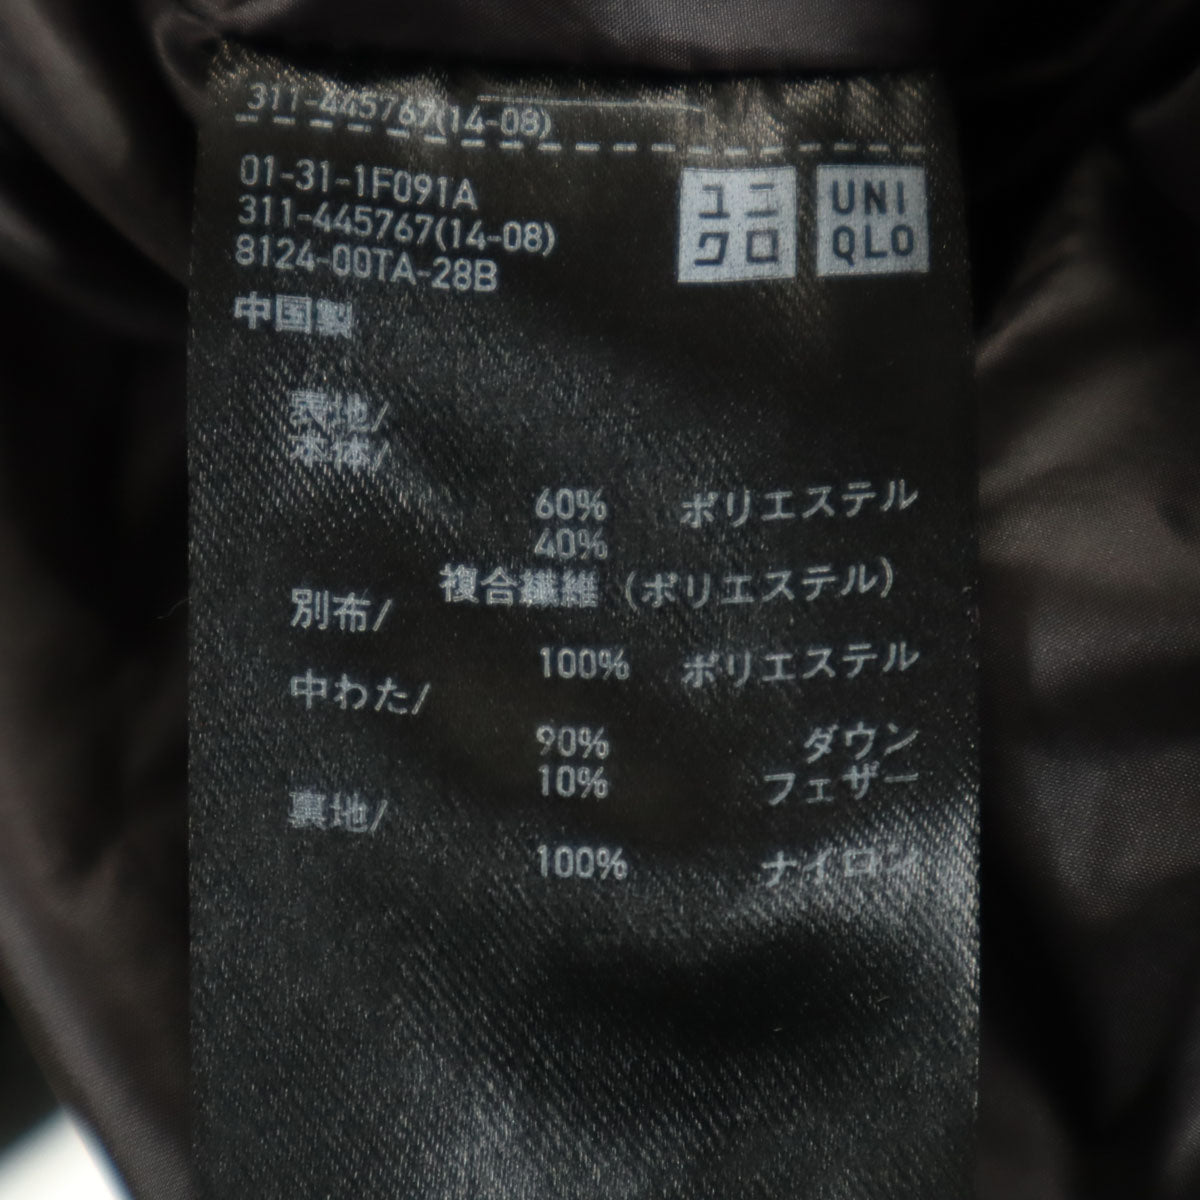 311-445767(14-08)
01-31-1F091A
311-445767(14-08)
8124-00TA-28B
中国製
ユニ
クロ
UNI
QLO
表地/
本体/
60% ポリエステル
40%
複合繊維 (ポリエステル)
別布/
100% ポリエステル
中わた/
90% ダウン
10% フェザー
裏地/
100% ナイロン